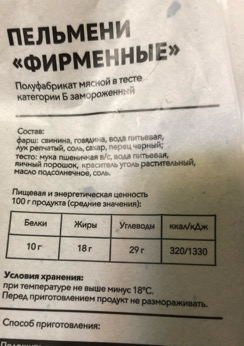 ПЕЛЬМЕНИ
«ФИРМЕННЫЕ»
Полуфабрикат мясной в тесте
категории Б замороженный
Состав:
фарш: свинина, говядина, вода питьевая,
лук репчатый, соль, сахар, перец черный;
тесто: мука пшеничная в/с, вода питьевая,
яичный порошок, краситель уголь растительный,
масло подсолнечное, соль.
Пищевая и энергетическая ценность
100 г продукта (средние значения):
Белки Жиры Углеводы ккал/кДж
10 г 18 г 29 г 320/1330
Условия хранения:
при температуре не выше минус 18°С.
Перед приготовлением продукт не размораживать.
Способ приготовления: